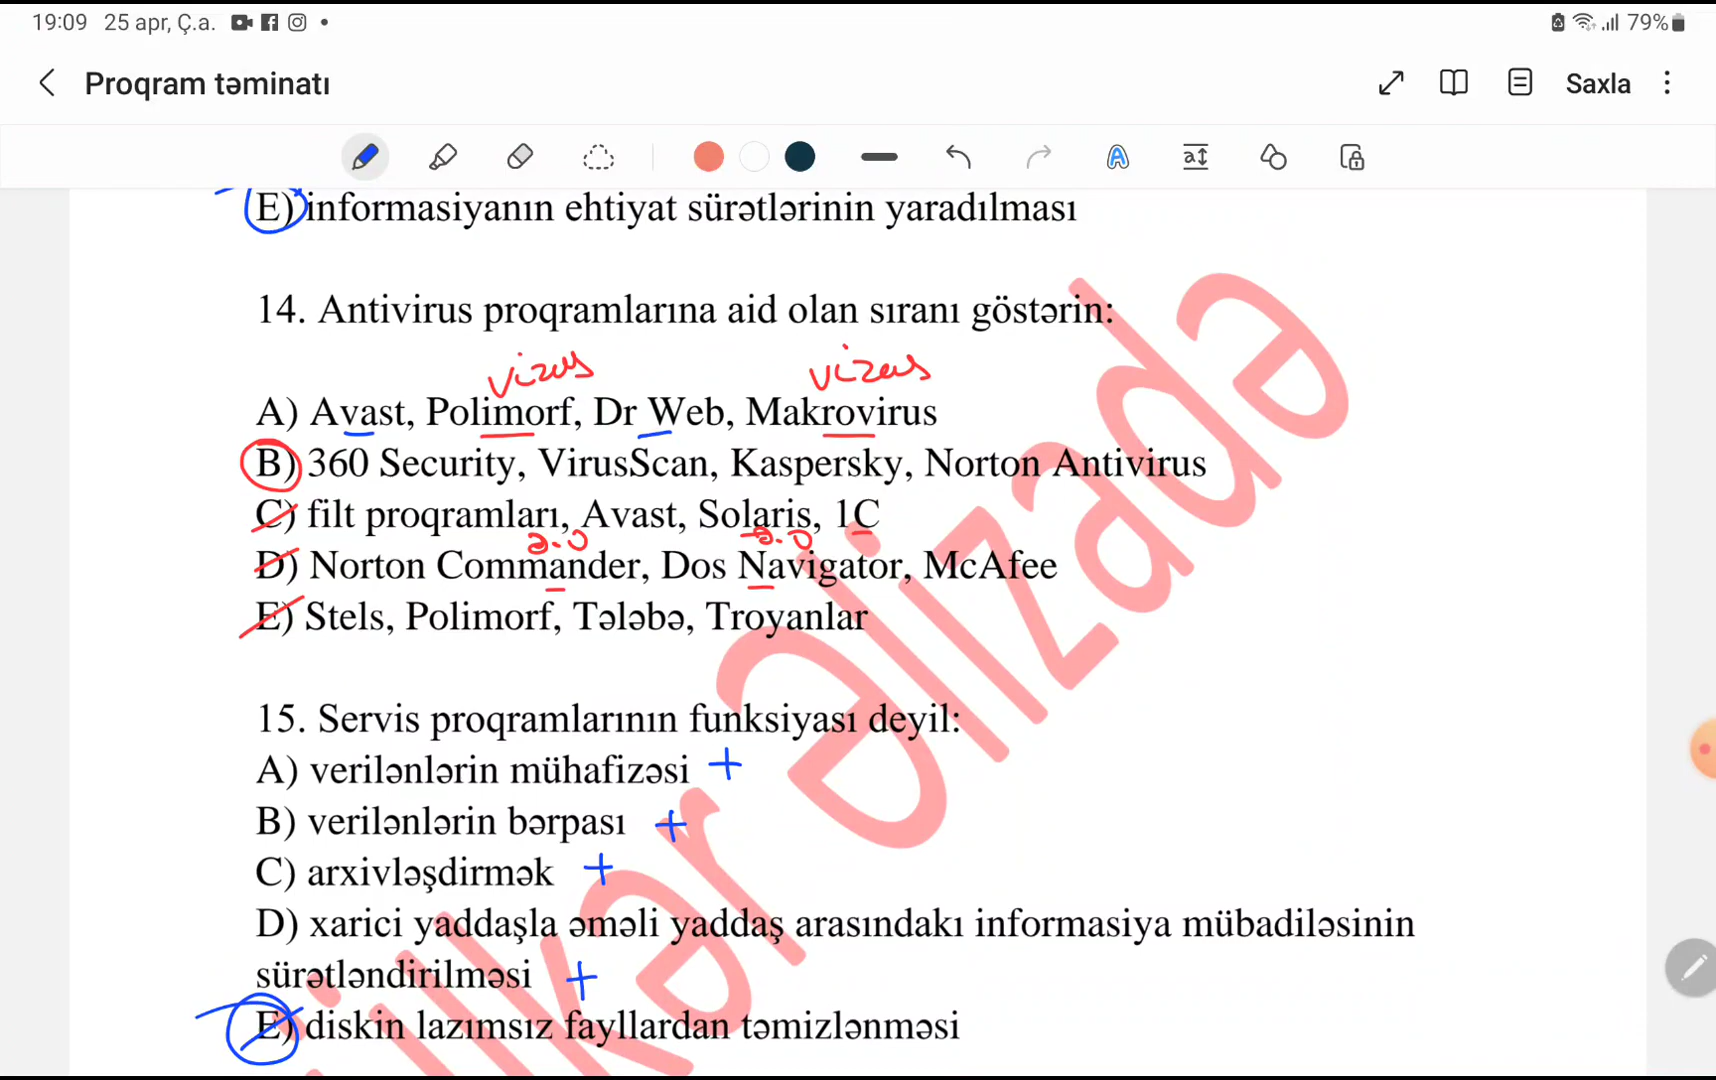 19:09 25 apr, Ç.a.
79%
Proqram təminatı
Saxla
E) informasiyanın ehtiyat sürətlərinin yaradılması
14. Antivirus proqramlarına aid olan sıranı göstərin:
virus virus
A) Avast, Polimorf, Dr Web, Makrovirus
B) 360 Security, VirusScan, Kaspersky, Norton Antivirus
C) filt proqramları, Avast, Solaris, 1C
ə.o ə.o
D) Norton Commander, Dos Navigator, McAfee
E) Stels, Polimorf, Tələbə, Troyanlar
15. Servis proqramlarının funksiyası deyil:
A) verilənlərin mühafizəsi +
B) verilənlərin bərpası +
C) arxivləşdirmək +
D) xarici yaddaşla əməli yaddaş arasındakı informasiya mübadiləsinin
sürətləndirilməsi +
E) diskin lazımsız fayllardan təmizlənməsi
İlkər Əlizadə